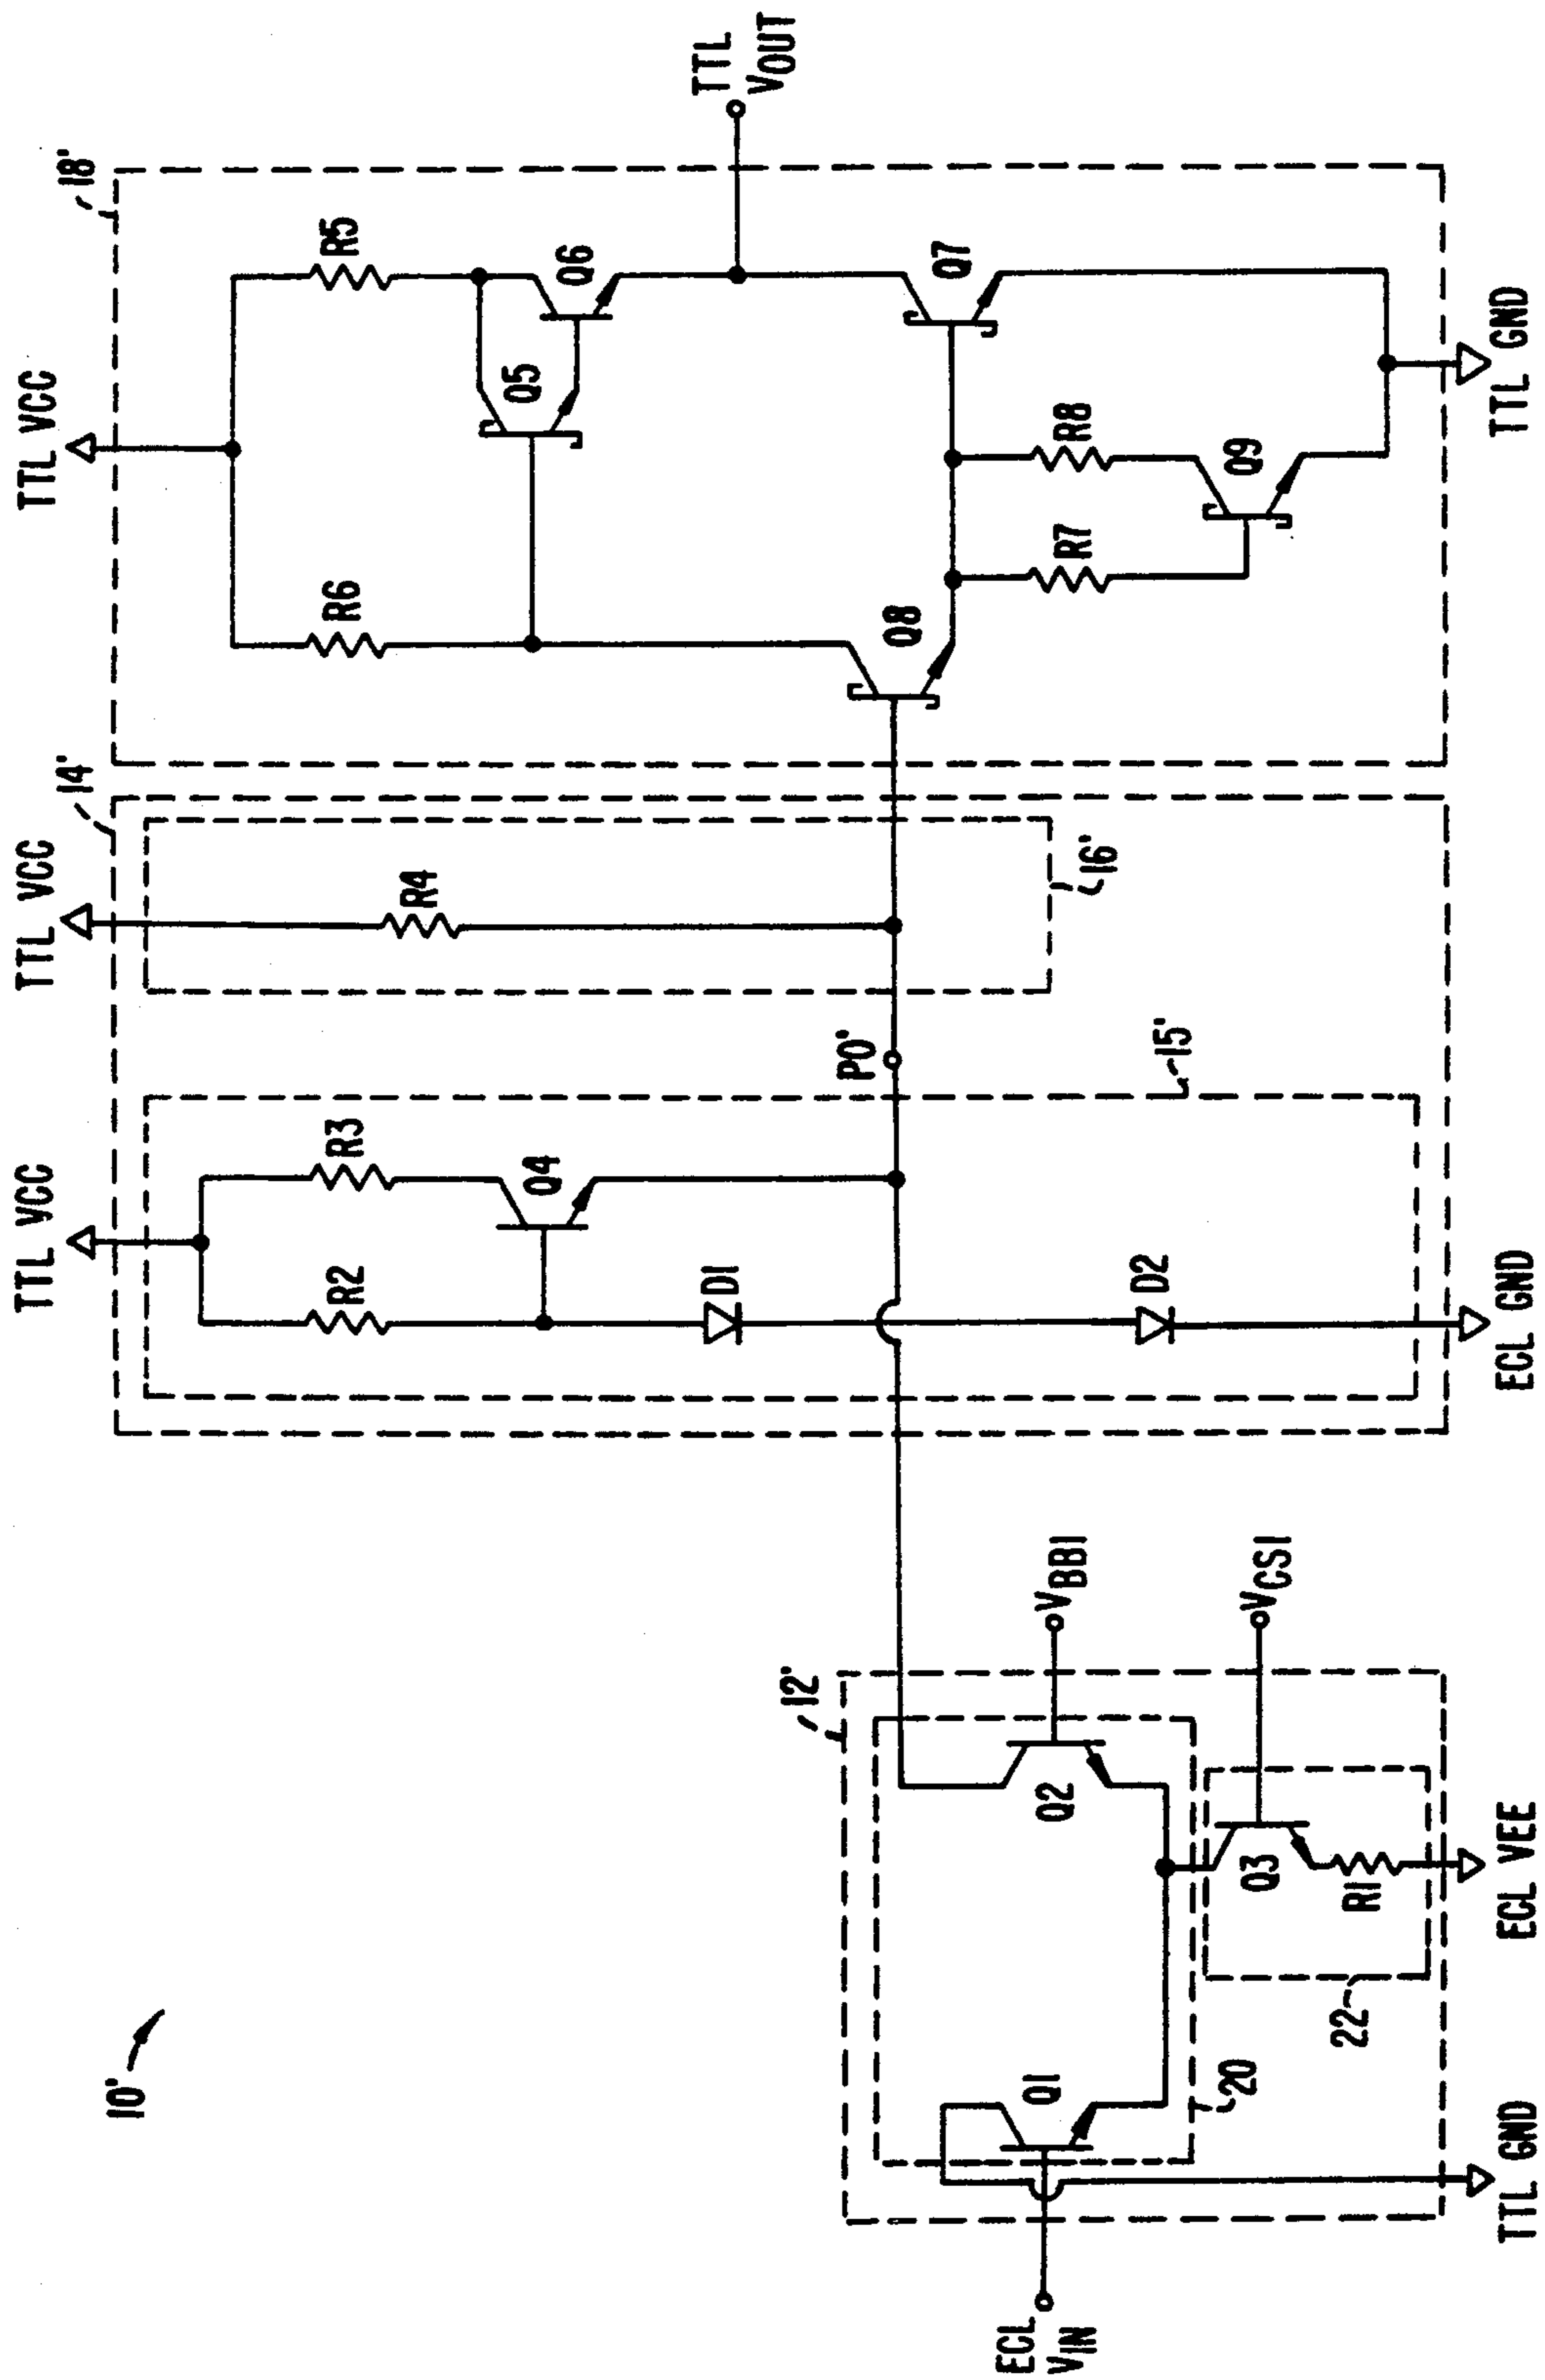 10'
ECL
VIN
TTL GND
Q1
20
12'
Q2
VBB1
Q3
VCS1
R1
22
ECL VEE
14'
TTL VCC
R2
R3
Q4
D1
D2
15'
ECL GND
P0'
TTL VCC
R4
16'
18'
TTL VCC
R6
R5
Q5
Q6
Q8
Q7
R7
R8
Q9
TTL GND
TTL
VOUT